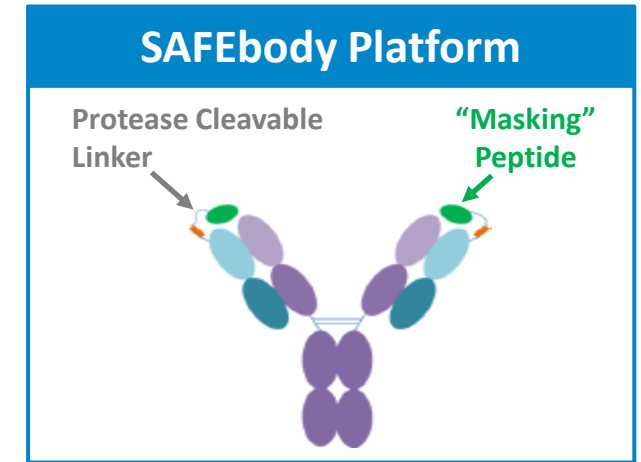 SAFEbody Platform
Protease Cleavable
Linker
“Masking”
Peptide